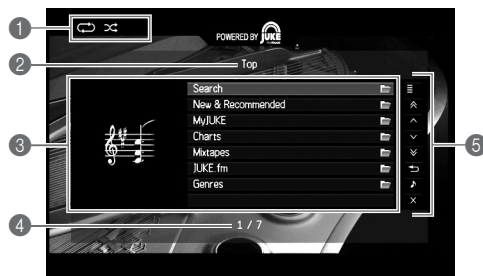 1
POWERED BY JUKE
2
Top
Search
New & Recommended
MyJUKE
3
Charts
5
Mixtapes
JUKE.fm
Genres
4
1 / 7